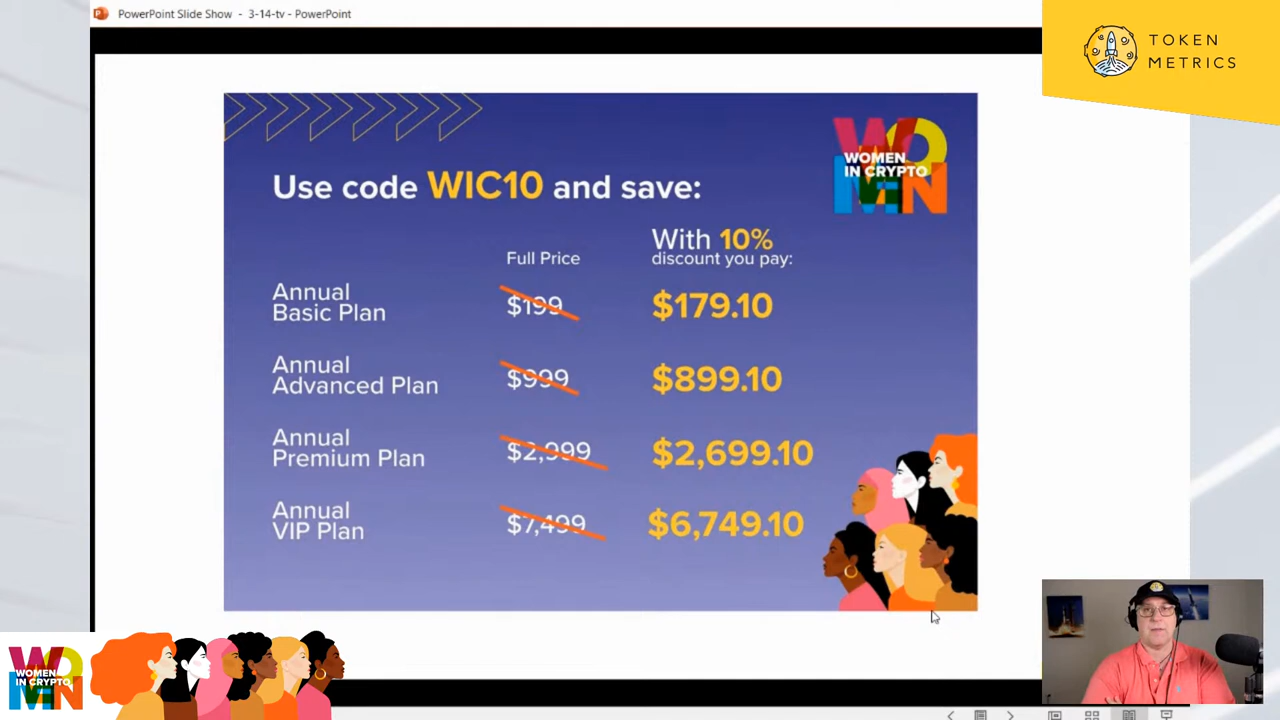 PowerPoint Slide Show - 3-14-tv - PowerPoint
TOKEN
METRICS
WOMEN
WOMEN
IN CRYPTO
Use code WIC10 and save:
Full Price
With 10%
discount you pay:
Annual
Basic Plan
$199
$179.10
Annual
Advanced Plan
$999
$899.10
Annual
Premium Plan
$2,999
$2,699.10
Annual
VIP Plan
$7,499
$6,749.10
WOMEN
WOMEN
IN CRYPTO